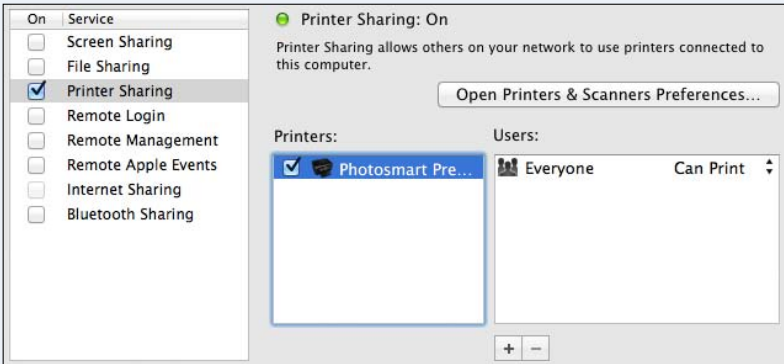 On Service
Screen Sharing
File Sharing
Printer Sharing
Remote Login
Remote Management
Remote Apple Events
Internet Sharing
Bluetooth Sharing
Printer Sharing: On
Printer Sharing allows others on your network to use printers connected to
this computer.
Open Printers & Scanners Preferences...
Printers:
Photosmart Pre...
Users:
Everyone Can Print
+ −